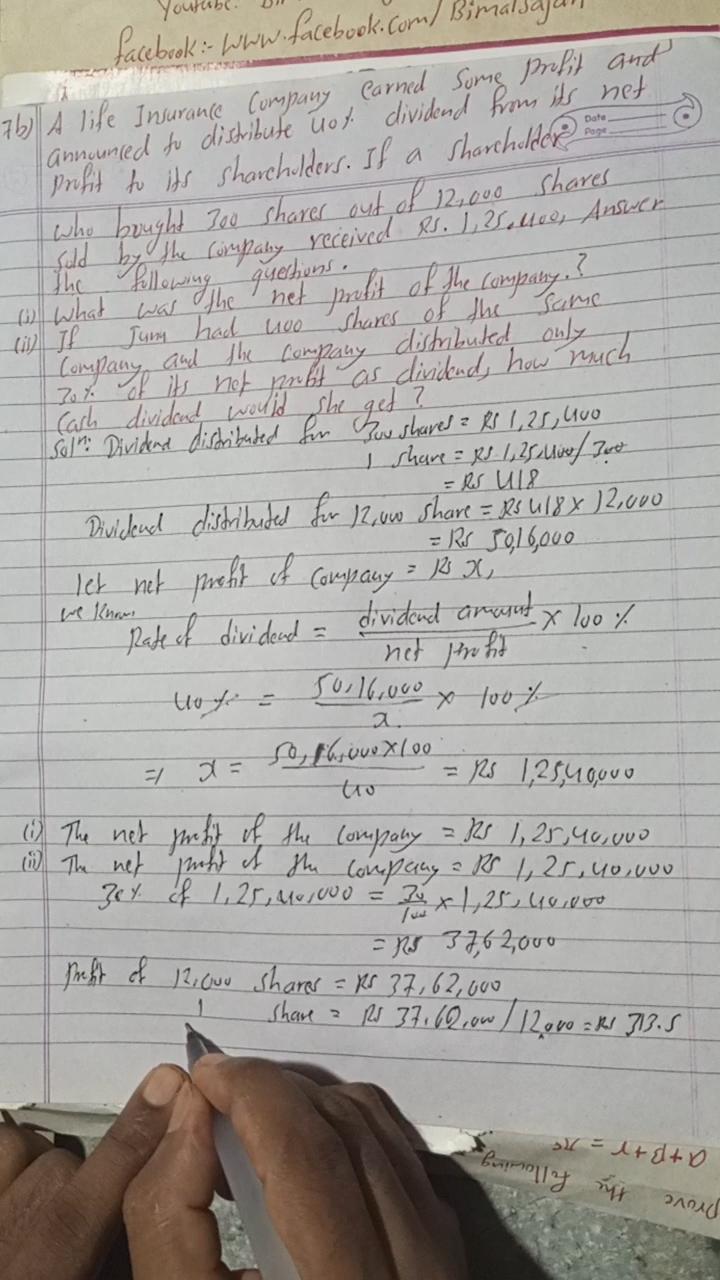 Youtube:
facebook:- www.facebook.com/Bimalsajan
7b) A life Insurance Company earned some profit and
announced to distribute 40% dividend from its net
profit to its shareholders. If a shareholder
Date
Page
who bought 300 shares out of 12,000 shares
sold by the company received Rs. 1,25,400, Answer
the following questions.
(i) What was the net profit of the company.?
(ii) If had 400 shares of the same
Company, and the company distributed only
30% of its net profit as dividend, how much
Cash dividend would she get?
Solⁿ: Dividend distributed for 300 shares = Rs 1,25,400
1 share = Rs 1,25,400/300
= Rs 418
Dividend distributed for 12,000 share = Rs 418 x 12,000
= Rs 50,16,000
let net profit of company = Rs x,
we know,
Rate of dividend = dividend amount / net profit x 100%
40% = 50,16,000 / x x 100%
=> x = 50,16,000x100 / 40 = Rs 1,25,40,000
(i) The net profit of the company = Rs 1,25,40,000
(ii) The net profit of the company = Rs 1,25,40,000
30% of 1,25,40,000 = 30/100 x 1,25,40,000
= Rs 37,62,000
profit of 12,000 shares = Rs 37,62,000
1 share = Rs 37,62,000/12,000 = Rs 313.5
prove the following
α+β+γ = πc